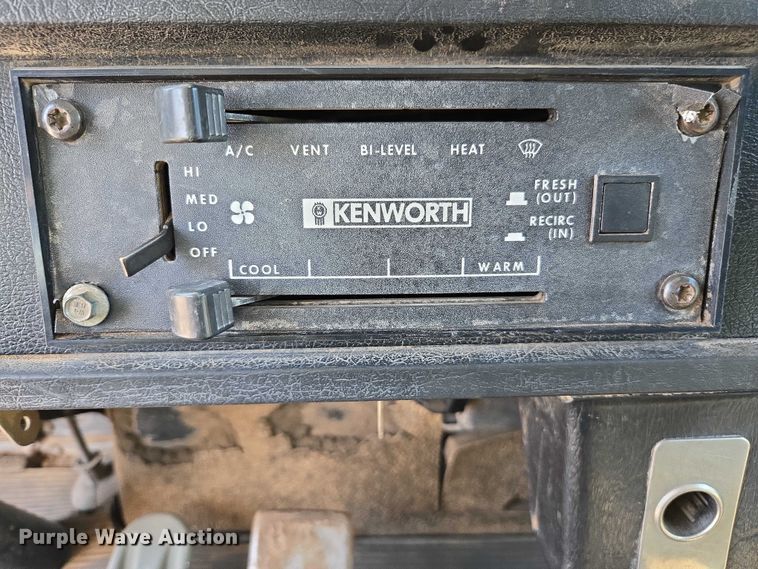 A/C VENT BI-LEVEL HEAT
HI
MED
LO
OFF
KENWORTH
FRESH
(OUT)
RECIRC
(IN)
COOL WARM
Purple Wave Auction